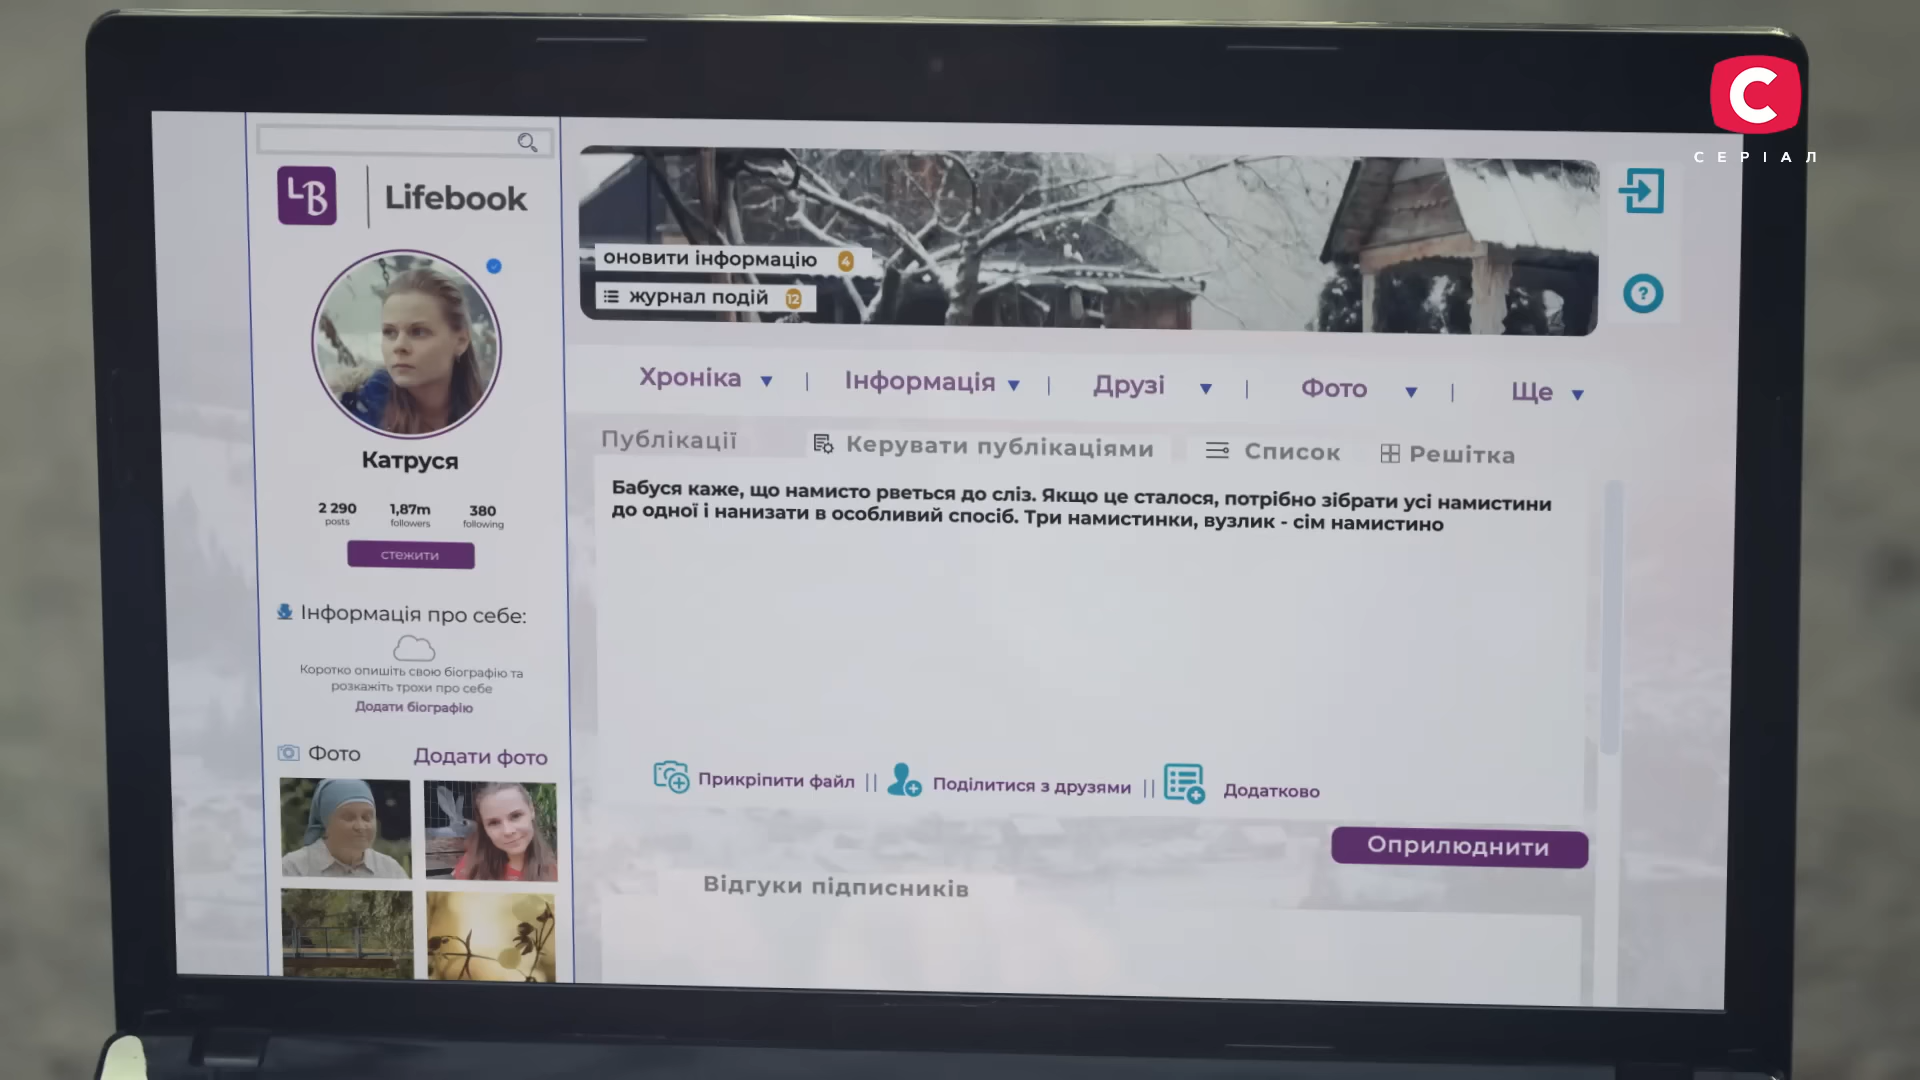 С
СЕРІАЛ
LB
Lifebook
Катруся
2 290
posts
1,87m
followers
380
following
стежити
Інформація про себе:
Коротко опишіть свою біографію та
розкажіть трохи про себе
Додати біографію
Фото
Додати фото
оновити інформацію 4
журнал подій 12
?
Хроніка
Інформація
Друзі
Фото
Ще
Публікації
Керувати публікаціями
Список
Решітка
Бабуся каже, що намисто рветься до сліз. Якщо це сталося, потрібно зібрати усі намистини
до одної і нанизати в особливий спосіб. Три намистинки, вузлик - сім намистино
Прикріпити файл ||
Поділитися з друзями ||
Додатково
Оприлюднити
Відгуки підписників